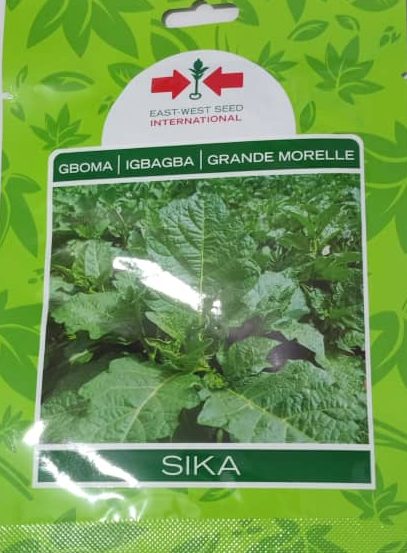 EAST-WEST SEED
INTERNATIONAL
GBOMA | IGBAGBA | GRANDE MORELLE
SIKA